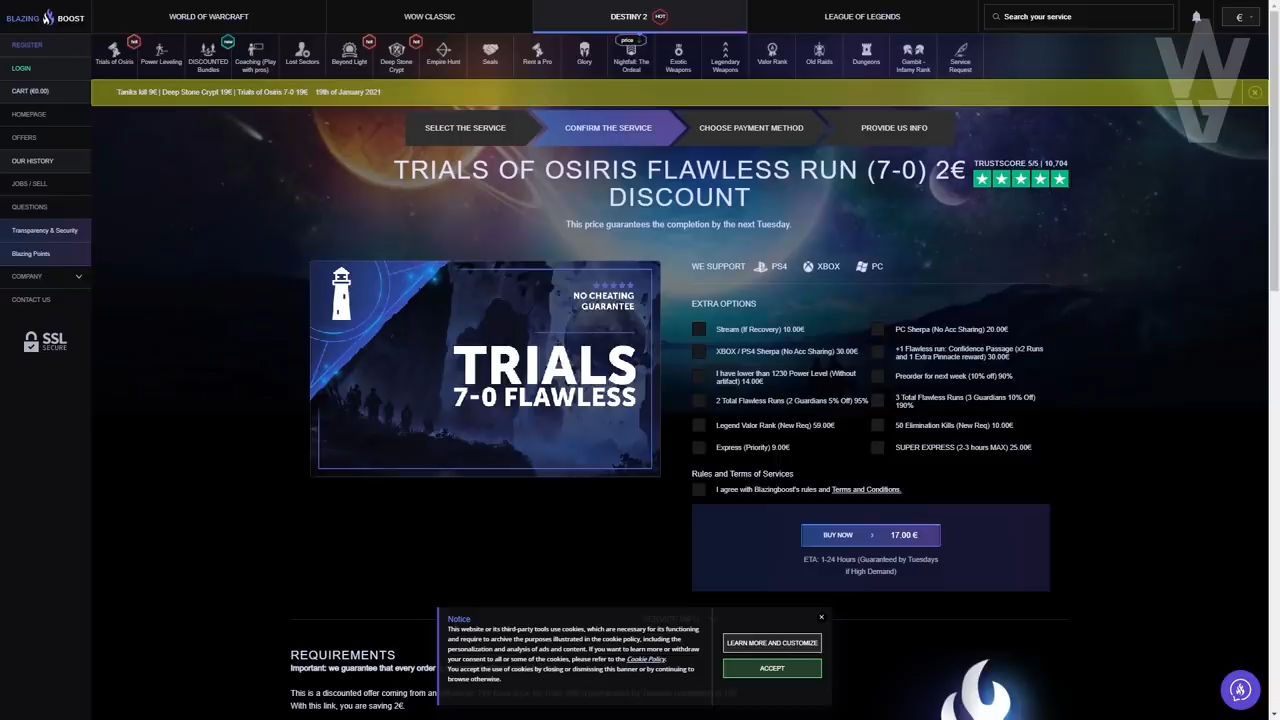 BLAZING BOOST
WORLD OF WARCRAFT
WOW CLASSIC
DESTINY 2 HOT
LEAGUE OF LEGENDS
Search your service
€
REGISTER
LOGIN
CART (€0.00)
HOMEPAGE
OFFERS
OUR HISTORY
JOBS / SELL
QUESTIONS
Transparency & Security
Blazing Points
COMPANY
CONTACT US
SSL
SECURE
hot
new
hot
hot
price ↓
Trials of Osiris
Power Leveling
DISCOUNTED
Bundles
Coaching (Play
with pros)
Lost Sectors
Beyond Light
Deep Stone
Crypt
Empire Hunt
Seals
Rent a Pro
Glory
Nightfall: The
Ordeal
Exotic
Weapons
Legendary
Weapons
Valor Rank
Old Raids
Dungeons
Gambit -
Infamy Rank
Service
Request
Taniks kill 9€ | Deep Stone Crypt 19€ | Trials of Osiris 7-0 19€ 19th of January 2021
SELECT THE SERVICE
CONFIRM THE SERVICE
CHOOSE PAYMENT METHOD
PROVIDE US INFO
TRIALS OF OSIRIS FLAWLESS RUN (7-0) 2€
DISCOUNT
TRUSTSCORE 5/5 | 10,704
This price guarantees the completion by the next Tuesday.
NO CHEATING
GUARANTEE
TRIALS
7-0 FLAWLESS
WE SUPPORT PS4 XBOX PC
EXTRA OPTIONS
Stream (If Recovery) 10.00€
PC Sherpa (No Acc Sharing) 20.00€
XBOX / PS4 Sherpa (No Acc Sharing) 30.00€
+1 Flawless run: Confidence Passage (x2 Runs
and 1 Extra Pinnacle reward) 30.00€
I have lower than 1230 Power Level (Without
artifact) 14.00€
Preorder for next week (10% off) 90%
2 Total Flawless Runs (2 Guardians 5% Off) 95%
3 Total Flawless Runs (3 Guardians 10% Off)
190%
Legend Valor Rank (New Req) 59.00€
50 Elimination Kills (New Req) 10.00€
Express (Priority) 9.00€
SUPER EXPRESS (2-3 hours MAX) 25.00€
Rules and Terms of Services
I agree with Blazingboost's rules and Terms and Conditions.
BUY NOW › 17.00 €
ETA: 1-24 Hours (Guaranteed by Tuesdays
if High Demand)
REQUIREMENTS
Important: we guarantee that every order
This is a discounted offer coming from an
With this link, you are saving 2€.
Notice
This website or its third-party tools use cookies, which are necessary for its functioning
and require to archive the purposes illustrated in the cookie policy, including the
personalization and analysis of ads and content. If you want to learn more or withdraw
your consent to all or some of the cookies, please refer to the Cookie Policy.
You accept the use of cookies by closing or dismissing this banner or by continuing to
browse otherwise.
LEARN MORE AND CUSTOMIZE
ACCEPT